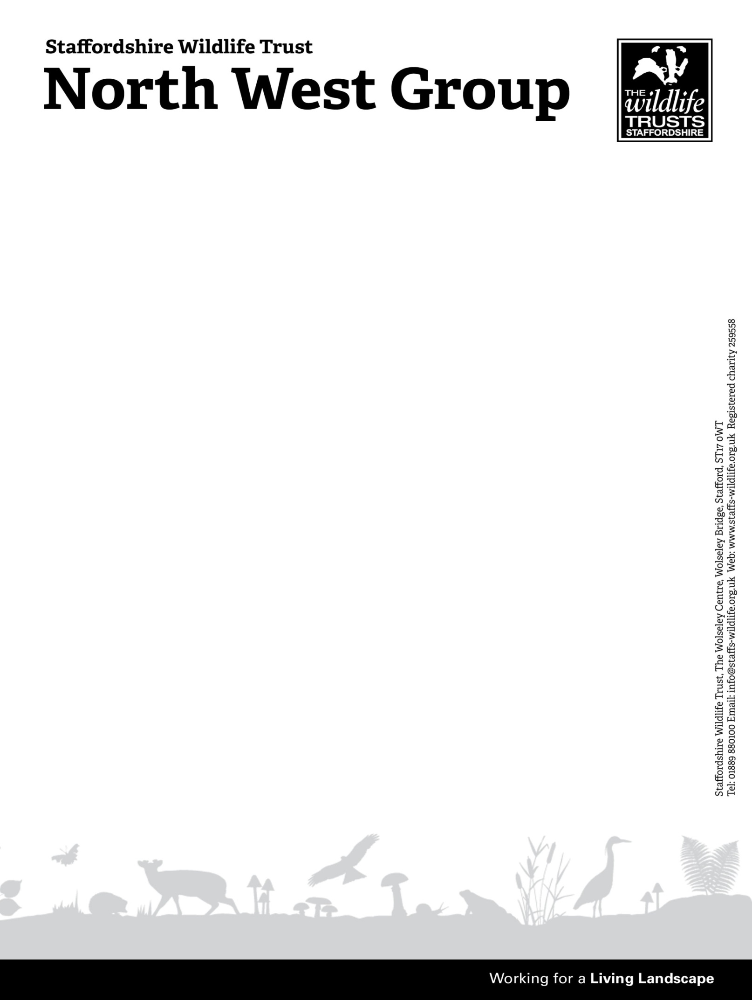 Staffordshire Wildlife Trust
North West Group
THE
wildlife
TRUSTS
STAFFORDSHIRE
Staffordshire Wildlife Trust, The Wolseley Centre, Wolseley Bridge, Stafford, ST17 0WT
Tel: 01889 880100 Email: info@staffs-wildlife.org.uk Web: www.staffs-wildlife.org.uk Registered charity 259558
Working for a Living Landscape